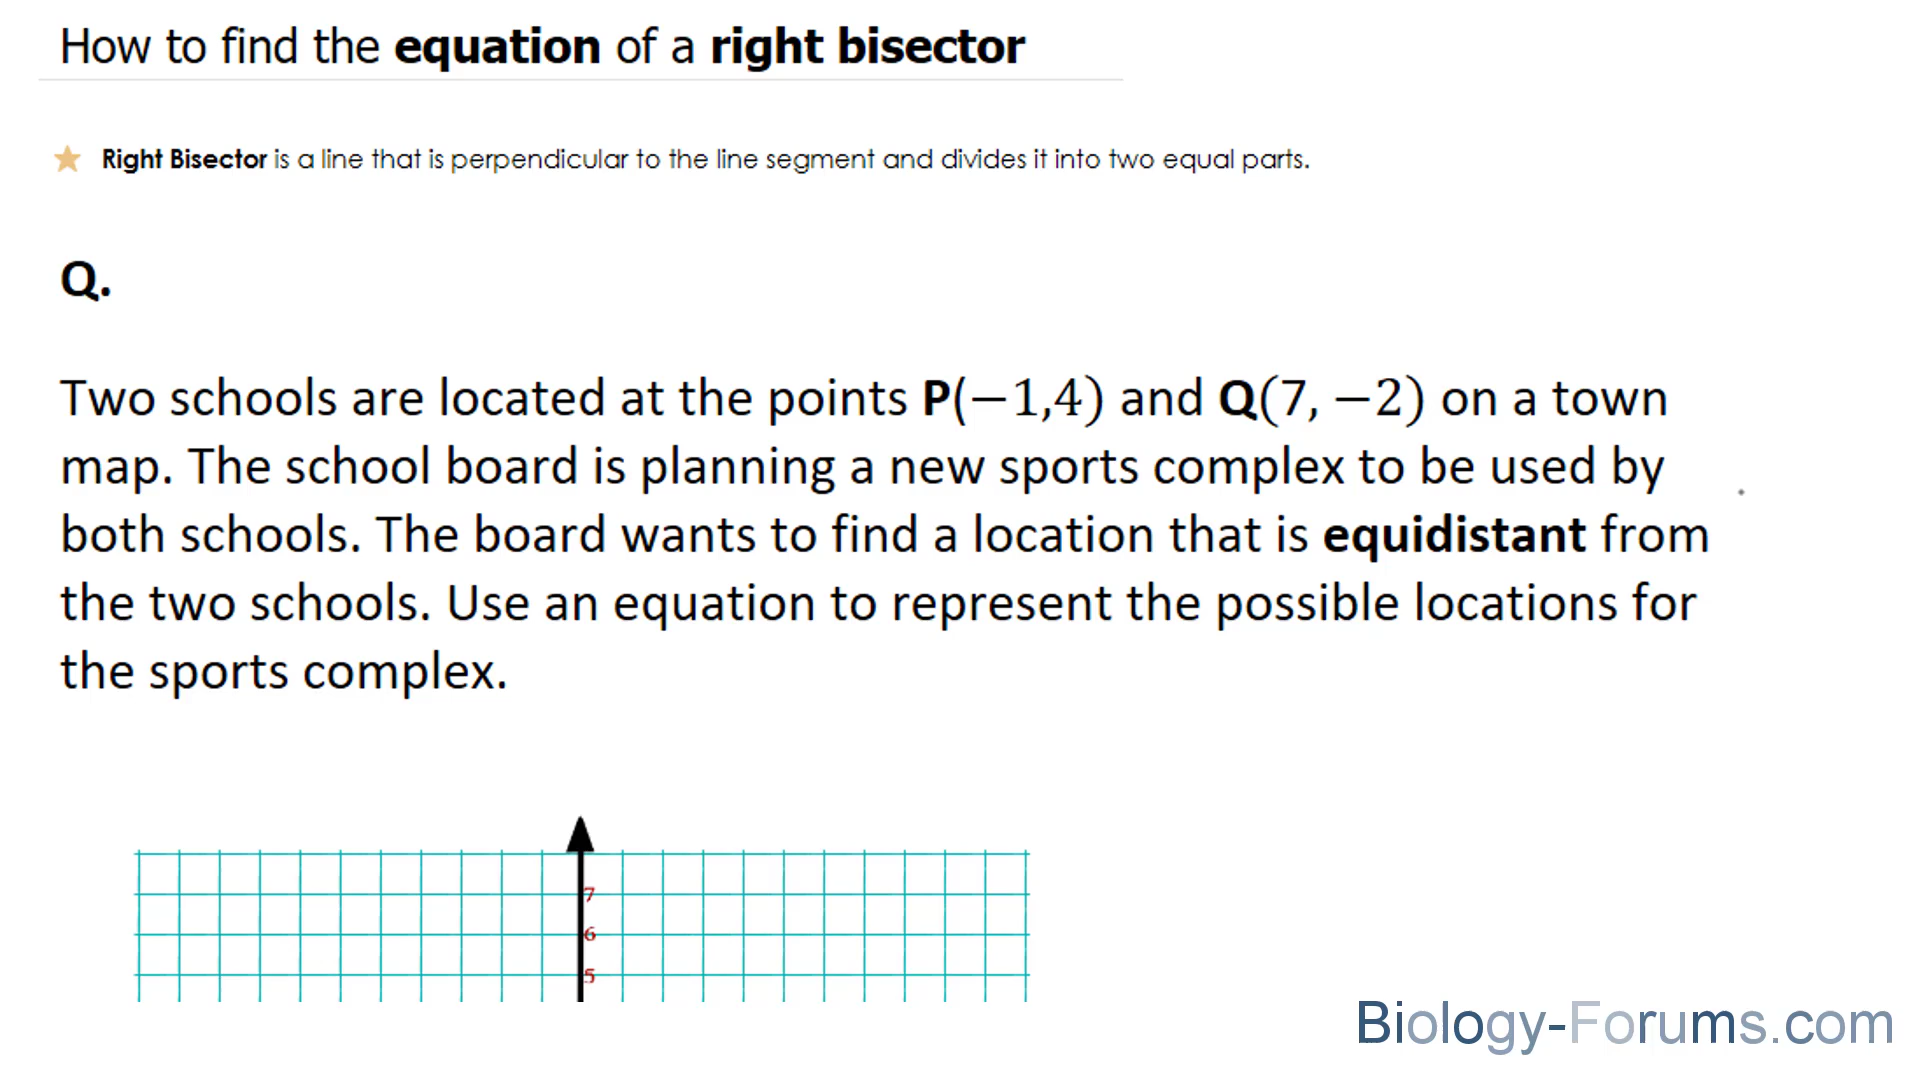 How to find the equation of a right bisector
Right Bisector is a line that is perpendicular to the line segment and divides it into two equal parts.
Q.
Two schools are located at the points P(−1,4) and Q(7, −2) on a town
map. The school board is planning a new sports complex to be used by
both schools. The board wants to find a location that is equidistant from
the two schools. Use an equation to represent the possible locations for
the sports complex.
7
6
5
Biology-Forums.com